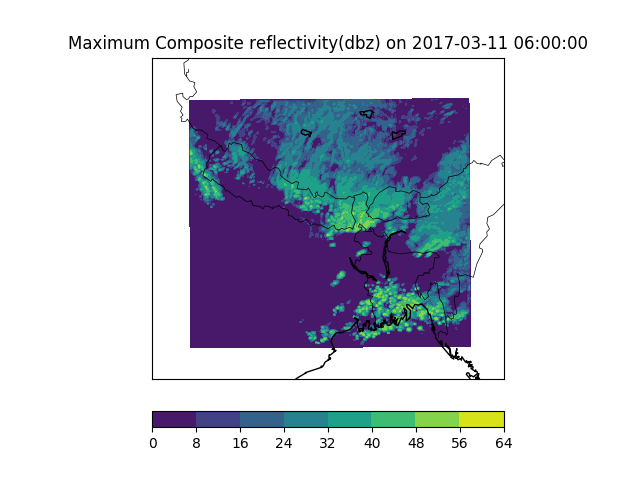 Maximum Composite reflectivity(dbz) on 2017-03-11 06:00:00
0 8 16 24 32 40 48 56 64